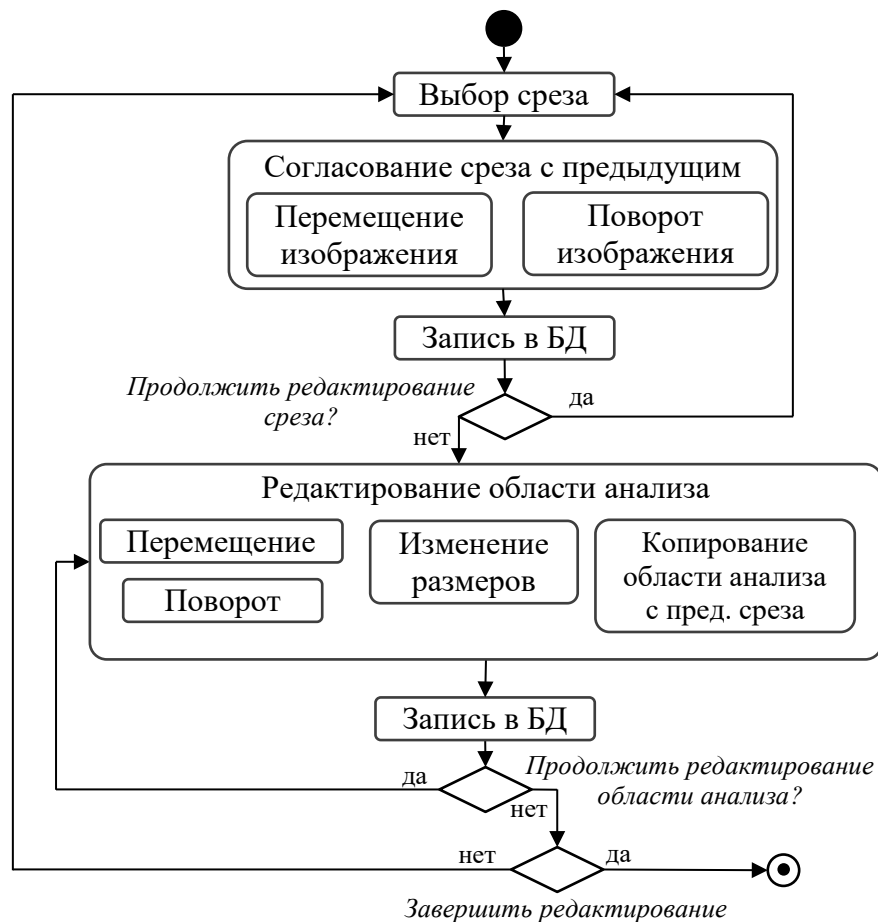 Выбор среза
Согласование среза с предыдущим
Перемещение
изображения
Поворот
изображения
Запись в БД
Продолжить редактирование
среза?
да
нет
Редактирование области анализа
Перемещение
Поворот
Изменение
размеров
Копирование
области анализа
с пред. среза
Запись в БД
да
Продолжить редактирование
области анализа?
нет
нет
да
Завершить редактирование